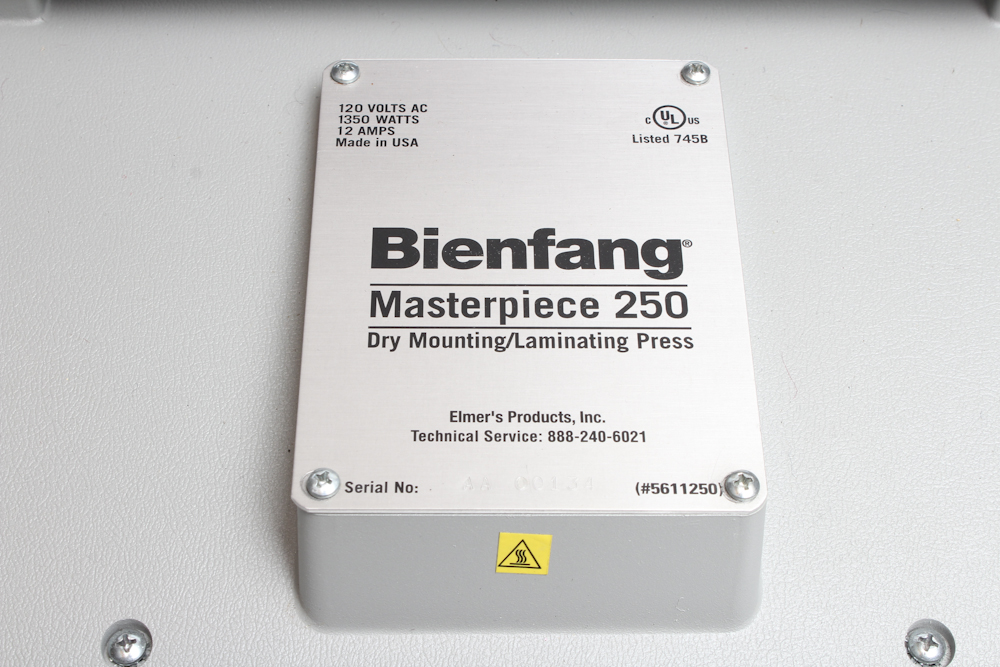 120 VOLTS AC
1350 WATTS
12 AMPS
Made in USA
C UL US
Listed 745B
Bienfang®
Masterpiece 250
Dry Mounting/Laminating Press
Elmer's Products, Inc.
Technical Service: 888-240-6021
Serial No: (#5611250)